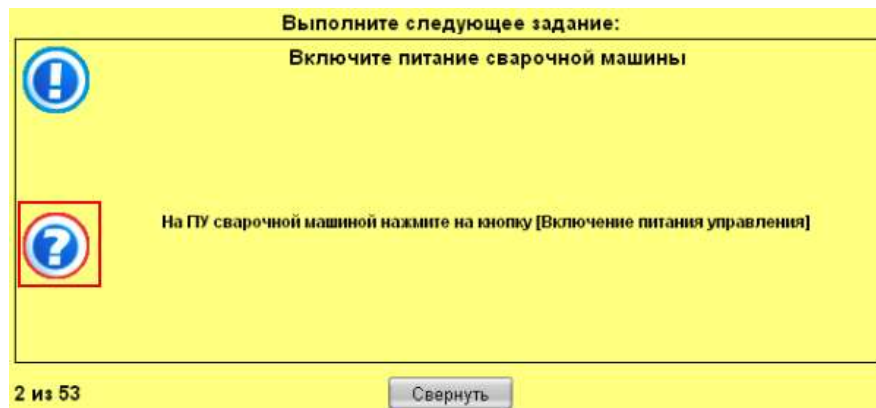 Выполните следующее задание:
Включите питание сварочной машины
На ПУ сварочной машиной нажмите на кнопку [Включение питания управления]
2 из 53
Свернуть